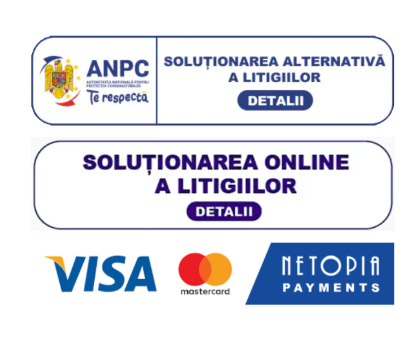 ANPC
AUTORITATEA NAȚIONALĂ PENTRU
PROTECȚIA CONSUMATORILOR
Te respectă
SOLUȚIONAREA ALTERNATIVĂ
A LITIGIILOR
DETALII
SOLUȚIONAREA ONLINE
A LITIGIILOR
DETALII
VISA
mastercard
NETOPIA
PAYMENTS